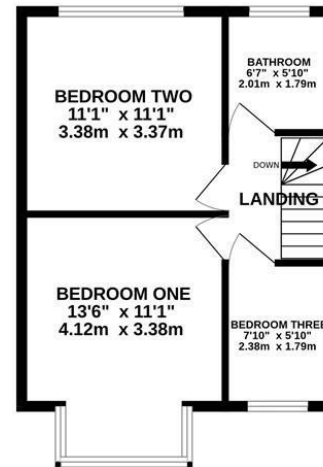 BATHROOM
6'7" x 5'10"
2.01m x 1.79m
BEDROOM TWO
11'1" x 11'1"
3.38m x 3.37m
DOWN
LANDING
BEDROOM ONE
13'6" x 11'1"
4.12m x 3.38m
BEDROOM THREE
7'10" x 5'10"
2.38m x 1.79m